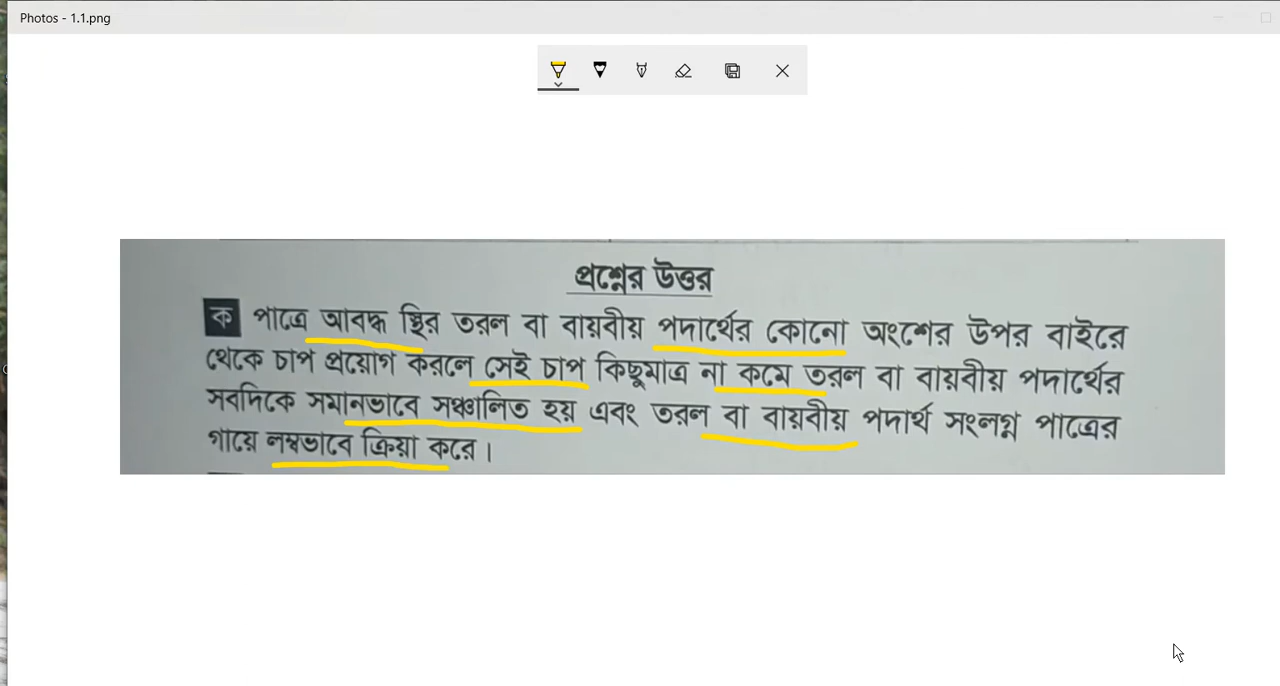 Photos - 1.1.png
প্রশ্নের উত্তর
ক পাত্রে আবদ্ধ স্থির তরল বা বায়বীয় পদার্থের কোনো অংশের উপর বাইরে
থেকে চাপ প্রয়োগ করলে সেই চাপ কিছুমাত্র না কমে তরল বা বায়বীয় পদার্থের
সবদিকে সমানভাবে সঞ্চালিত হয় এবং তরল বা বায়বীয় পদার্থ সংলগ্ন পাত্রের
গায়ে লম্বভাবে ক্রিয়া করে।